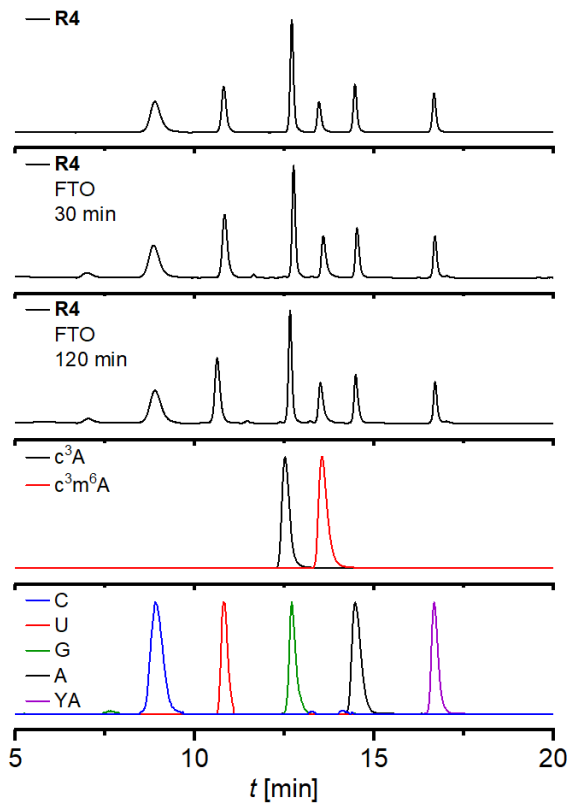 R4
R4
FTO
30 min
R4
FTO
120 min
c³A
c³m⁶A
C
U
G
A
YA
5 10 15 20
t [min]